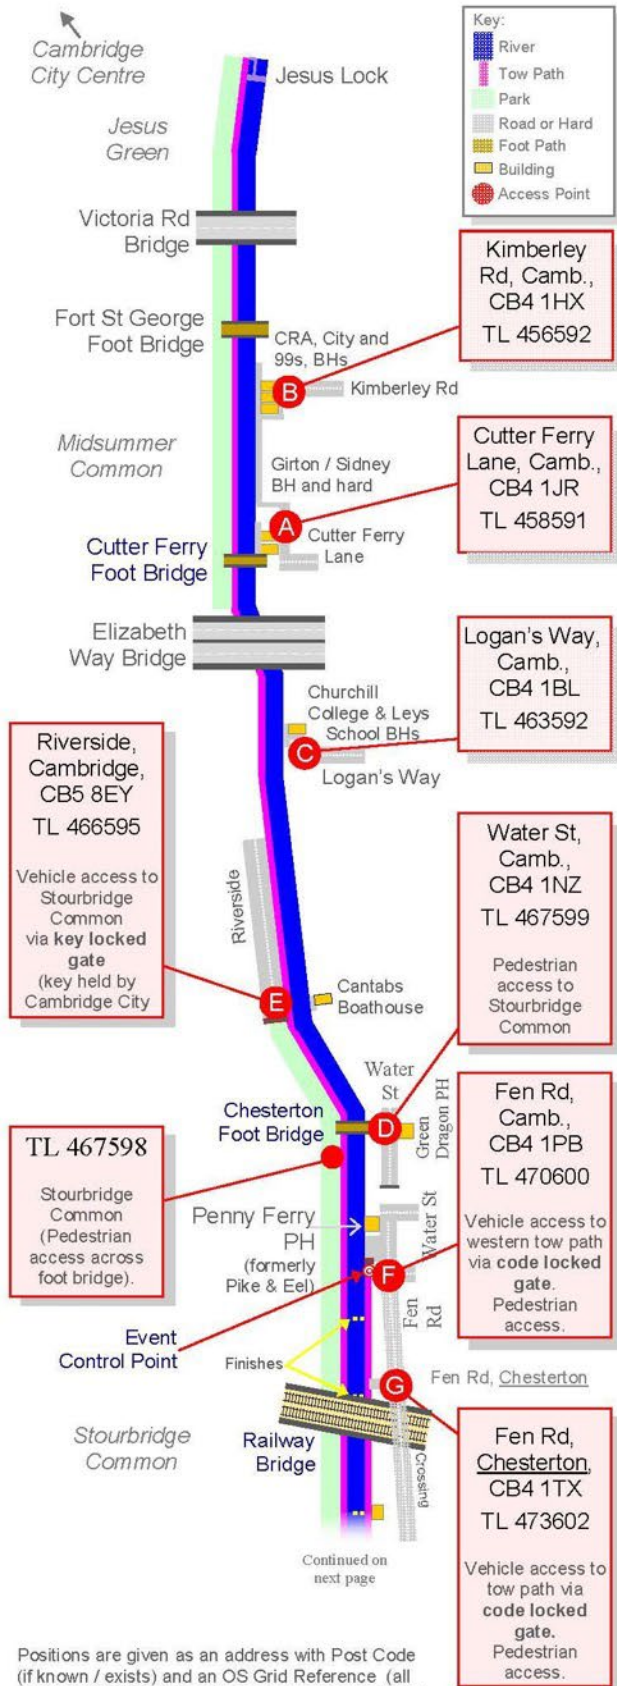 Cambridge
City Centre
Jesus Lock
Jesus
Green
Key:
River
Tow Path
Park
Road or Hard
Foot Path
Building
Access Point
Victoria Rd
Bridge
Fort St George
Foot Bridge
CRA, City and
99s, BHs
B
Kimberley Rd
Kimberley
Rd, Camb.,
CB4 1HX
TL 456592
Midsummer
Common
Girton / Sidney
BH and hard
A
Cutter Ferry
Lane
Cutter Ferry
Lane, Camb.,
CB4 1JR
TL 458591
Cutter Ferry
Foot Bridge
Elizabeth
Way Bridge
Churchill
College & Leys
School BHs
C
Logan's Way
Logan's Way,
Camb.,
CB4 1BL
TL 463592
Riverside,
Cambridge,
CB5 8EY
TL 466595
Vehicle access to
Stourbridge
Common
via key locked
gate
(key held by
Cambridge City
Riverside
E
Cantabs
Boathouse
Water St,
Camb.,
CB4 1NZ
TL 467599
Pedestrian
access to
Stourbridge
Common
Water
St
Chesterton
Foot Bridge
D
Green
Dragon PH
TL 467598
Stourbridge
Common
(Pedestrian
access across
foot bridge).
Penny Ferry
PH
(formerly
Pike & Eel)
Water St
F
Fen
Rd
Fen Rd,
Camb.,
CB4 1PB
TL 470600
Vehicle access to
western tow path
via code locked
gate.
Pedestrian
access.
Event
Control Point
Finishes
G
Fen Rd, Chesterton
Stourbridge
Common
Railway
Bridge
Crossing
Fen Rd,
Chesterton,
CB4 1TX
TL 473602
Vehicle access to
tow path via
code locked
gate.
Pedestrian
access.
Continued on
next page
Positions are given as an address with Post Code
(if known / exists) and an OS Grid Reference (all